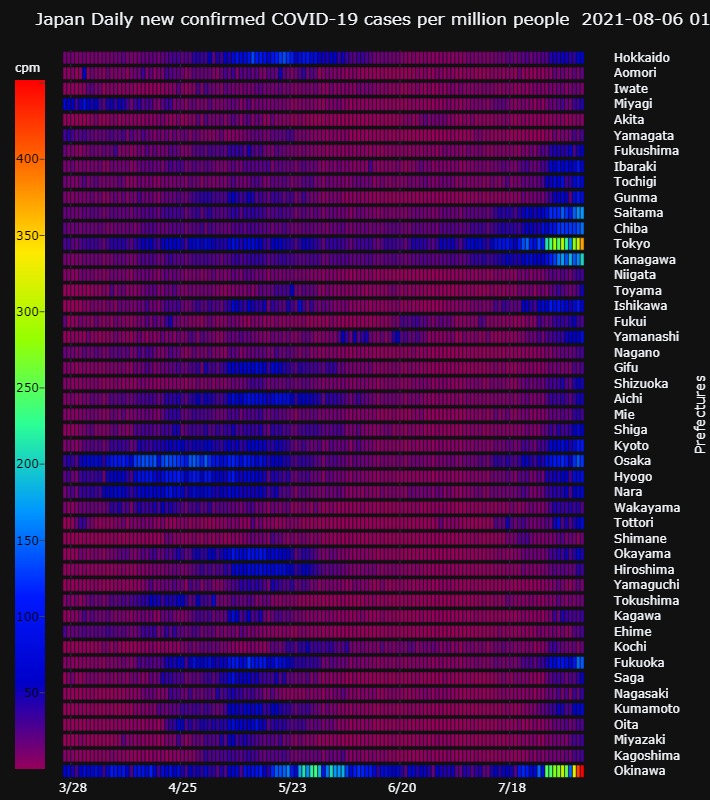 Japan Daily new confirmed COVID-19 cases per million people 2021-08-06 01
cpm
400
350
300
250
200
150
100
50
Hokkaido
Aomori
Iwate
Miyagi
Akita
Yamagata
Fukushima
Ibaraki
Tochigi
Gunma
Saitama
Chiba
Tokyo
Kanagawa
Niigata
Toyama
Ishikawa
Fukui
Yamanashi
Nagano
Gifu
Shizuoka
Aichi
Mie
Shiga
Kyoto
Osaka
Hyogo
Nara
Wakayama
Tottori
Shimane
Okayama
Hiroshima
Yamaguchi
Tokushima
Kagawa
Ehime
Kochi
Fukuoka
Saga
Nagasaki
Kumamoto
Oita
Miyazaki
Kagoshima
Okinawa
Prefectures
3/28 4/25 5/23 6/20 7/18